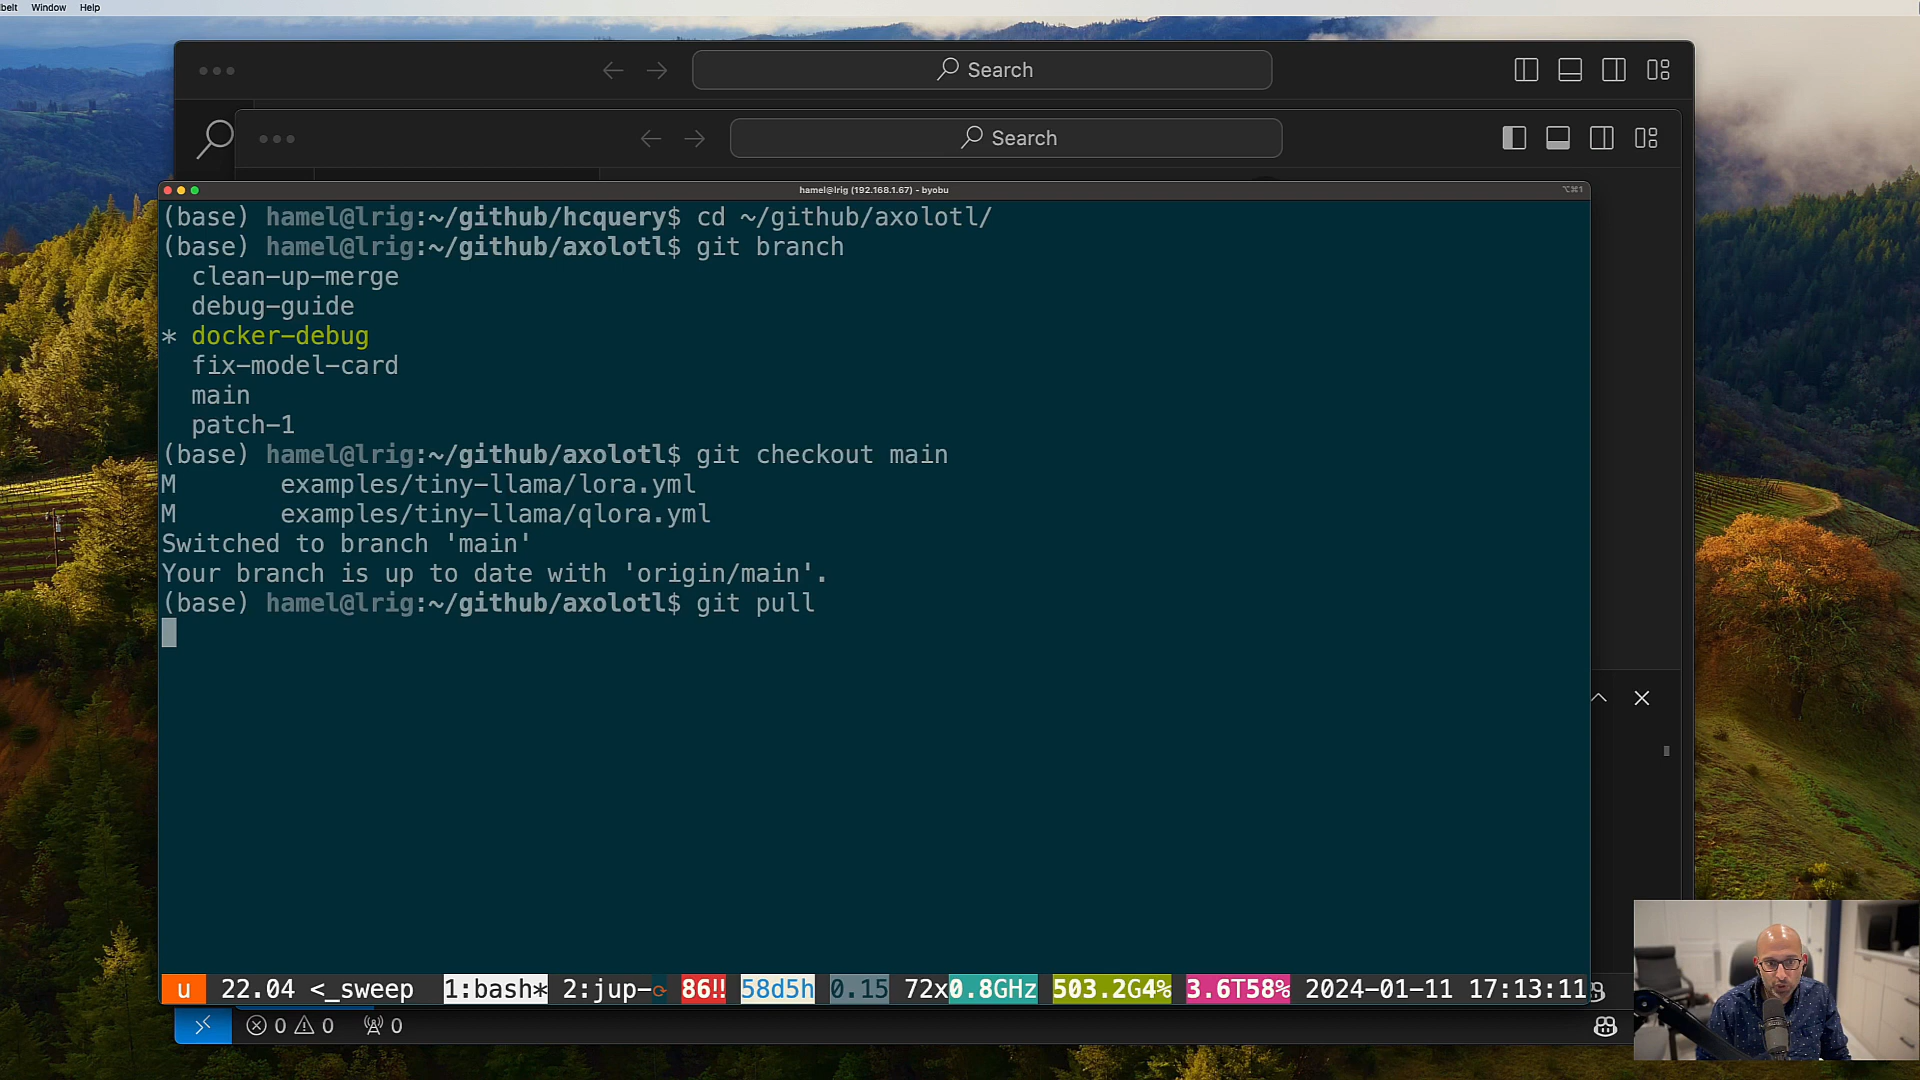 belt Window Help
Search
Search
hamel@lrig (192.168.1.67) - byobu
⌥⌘1
(base) hamel@lrig:~/github/hcquery$ cd ~/github/axolotl/
(base) hamel@lrig:~/github/axolotl$ git branch
clean-up-merge
debug-guide
* docker-debug
fix-model-card
main
patch-1
(base) hamel@lrig:~/github/axolotl$ git checkout main
M examples/tiny-llama/lora.yml
M examples/tiny-llama/qlora.yml
Switched to branch 'main'
Your branch is up to date with 'origin/main'.
(base) hamel@lrig:~/github/axolotl$ git pull
u 22.04 <_sweep 1:bash* 2:jup- 86!! 58d5h 0.15 72x0.8GHz 503.2G4% 3.6T58% 2024-01-11 17:13:11
0 0 0